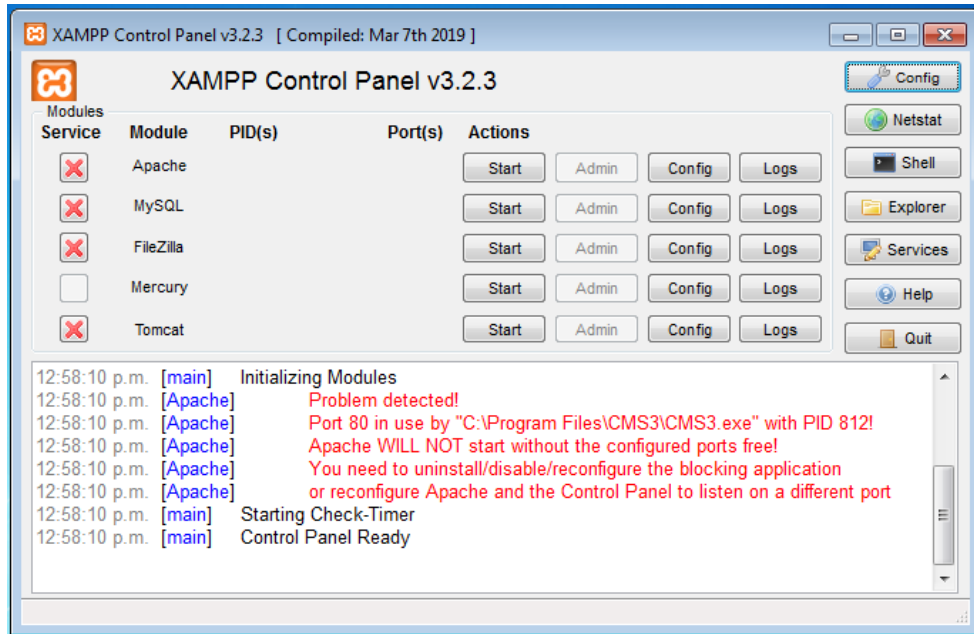 XAMPP Control Panel v3.2.3 [ Compiled: Mar 7th 2019 ]
XAMPP Control Panel v3.2.3
Config
Modules
Service Module PID(s) Port(s) Actions
Netstat
Apache Start Admin Config Logs
Shell
MySQL Start Admin Config Logs
Explorer
FileZilla Start Admin Config Logs
Services
Mercury Start Admin Config Logs
Help
Tomcat Start Admin Config Logs
Quit
12:58:10 p.m. [main] Initializing Modules
12:58:10 p.m. [Apache] Problem detected!
12:58:10 p.m. [Apache] Port 80 in use by "C:\Program Files\CMS3\CMS3.exe" with PID 812!
12:58:10 p.m. [Apache] Apache WILL NOT start without the configured ports free!
12:58:10 p.m. [Apache] You need to uninstall/disable/reconfigure the blocking application
12:58:10 p.m. [Apache] or reconfigure Apache and the Control Panel to listen on a different port
12:58:10 p.m. [main] Starting Check-Timer
12:58:10 p.m. [main] Control Panel Ready